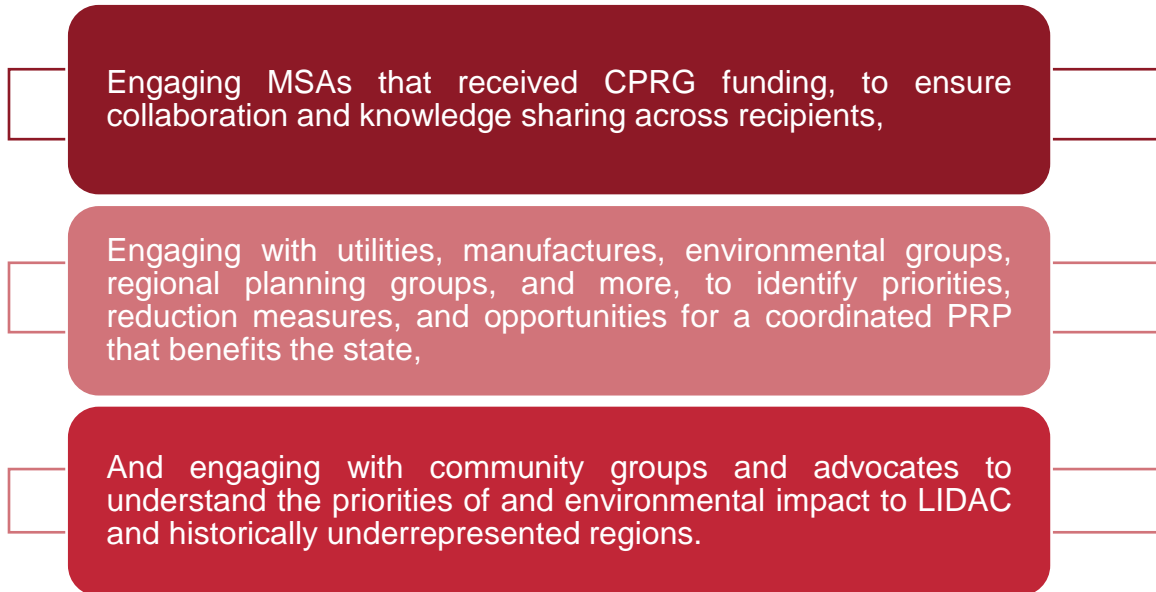 Engaging MSAs that received CPRG funding, to ensure
collaboration and knowledge sharing across recipients,
Engaging with utilities, manufactures, environmental groups,
regional planning groups, and more, to identify priorities,
reduction measures, and opportunities for a coordinated PRP
that benefits the state,
And engaging with community groups and advocates to
understand the priorities of and environmental impact to LIDAC
and historically underrepresented regions.